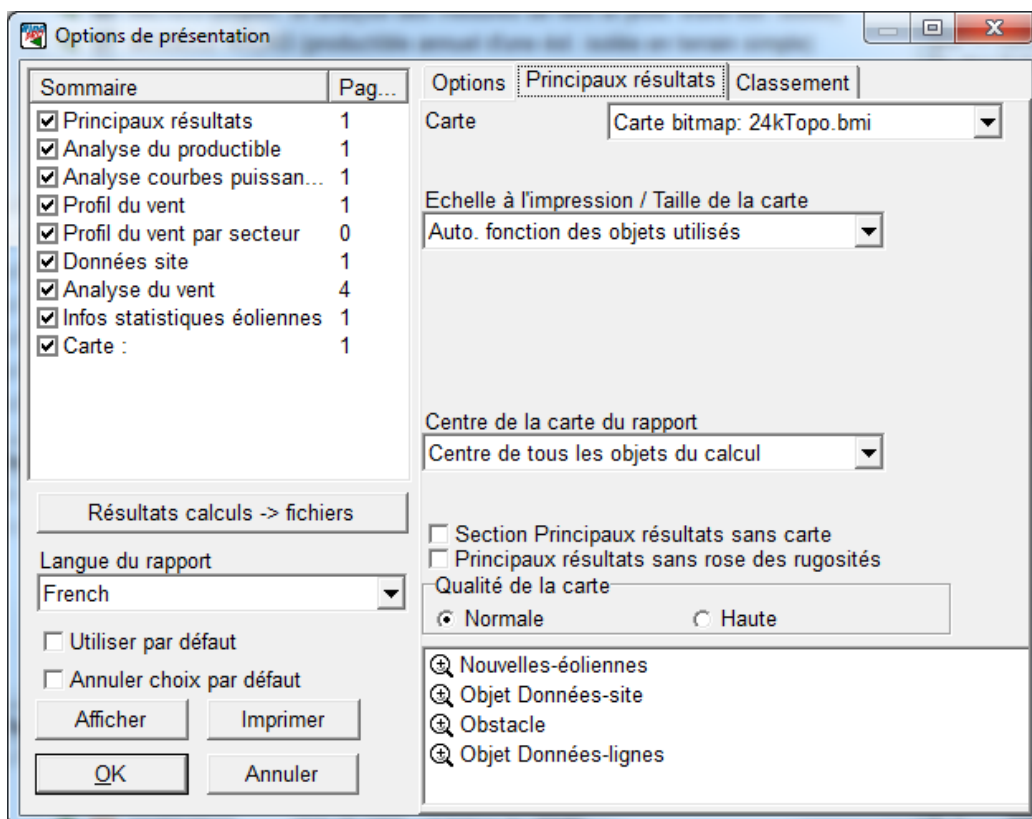 Options de présentation
Sommaire Pag...
Principaux résultats 1
Analyse du productible 1
Analyse courbes puissan... 1
Profil du vent 1
Profil du vent par secteur 0
Données site 1
Analyse du vent 4
Infos statistiques éoliennes 1
Carte : 1
Résultats calculs -> fichiers
Langue du rapport
French
Utiliser par défaut
Annuler choix par défaut
Afficher Imprimer
OK Annuler
Options Principaux résultats Classement
Carte Carte bitmap: 24kTopo.bmi
Echelle à l'impression / Taille de la carte
Auto. fonction des objets utilisés
Centre de la carte du rapport
Centre de tous les objets du calcul
Section Principaux résultats sans carte
Principaux résultats sans rose des rugosités
Qualité de la carte
Normale Haute
Nouvelles-éoliennes
Objet Données-site
Obstacle
Objet Données-lignes